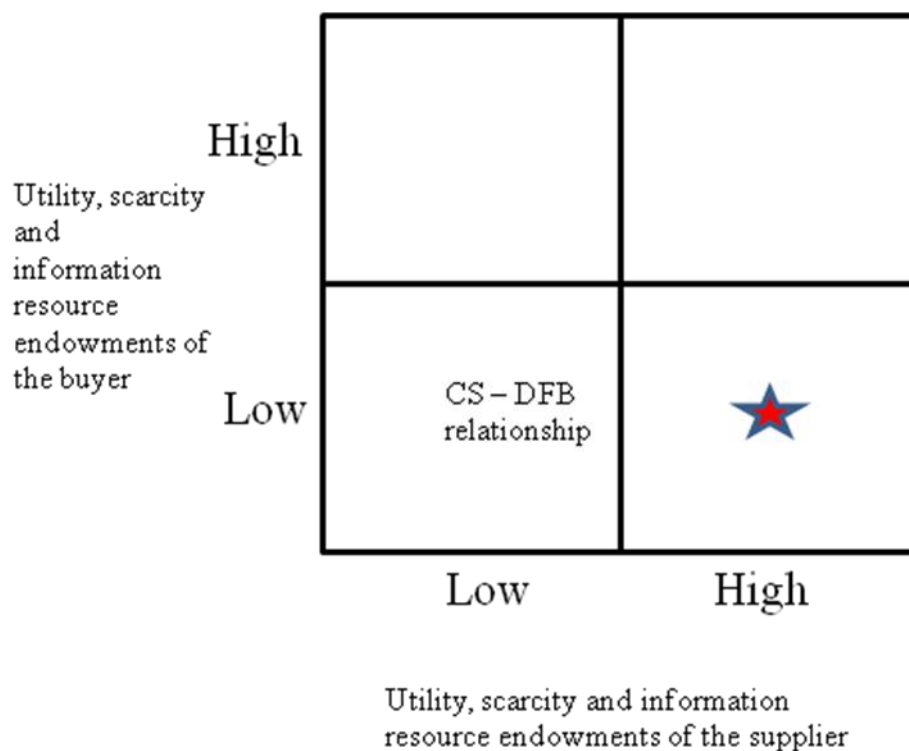 High
Utility, scarcity
and
information
resource
endowments of
the buyer
Low
CS – DFB
relationship
Low
High
Utility, scarcity and information
resource endowments of the supplier